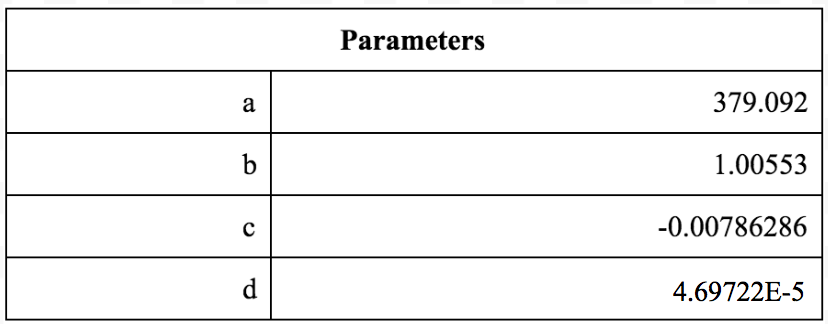 Parameters
a 379.092
b 1.00553
c -0.00786286
d 4.69722E-5